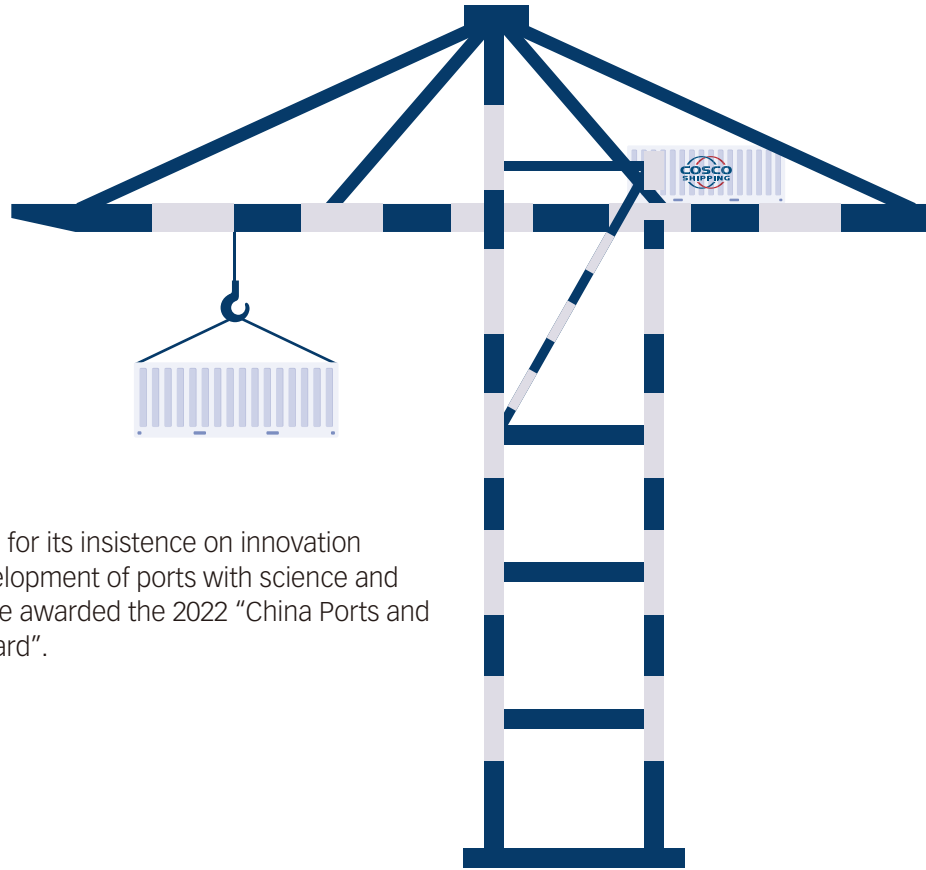 COSCO
SHIPPING
for its insistence on innovation
elopment of ports with science and
e awarded the 2022 “China Ports and
ard”.